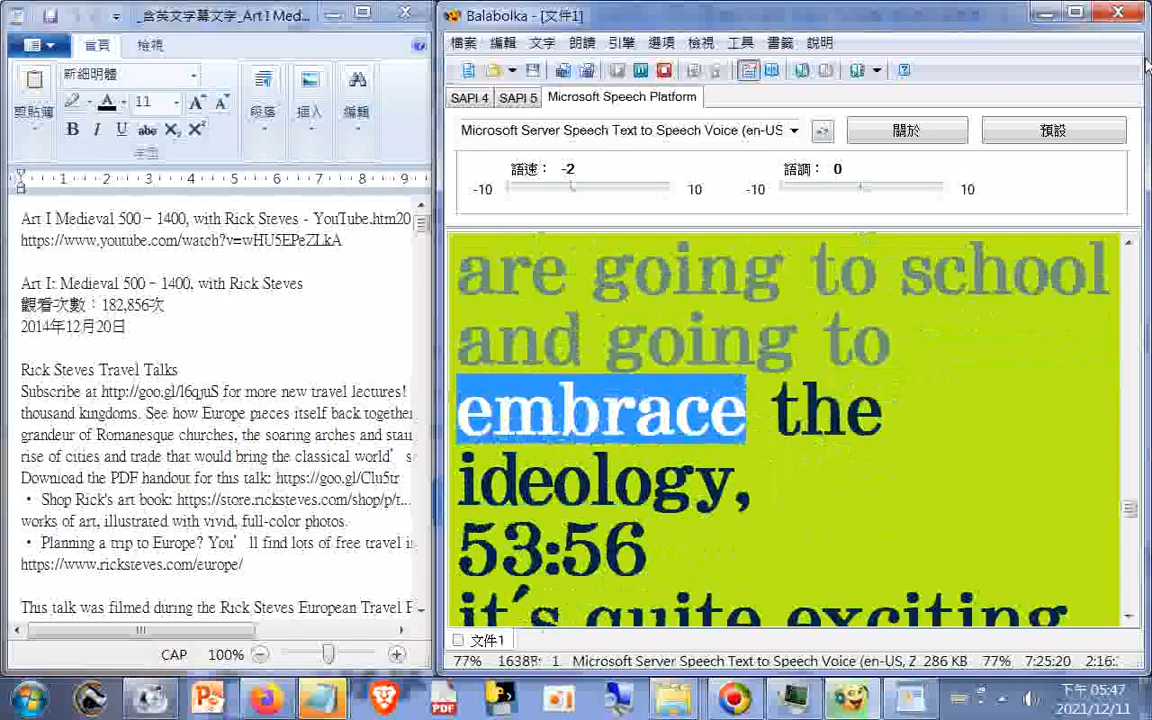 _含英文字幕文字_Art I Med...
首頁 檢視
剪貼簿
新細明體
11
B I U abe X₂ X²
字型
段落
插入
編輯
1 2 3 4 5 6 7 8 9
Art I Medieval 500－1400, with Rick Steves - YouTube.htm20
https://www.youtube.com/watch?v=wHU5EPeZLkA
Art I: Medieval 500－1400, with Rick Steves
觀看次數：182,856次
2014年12月20日
Rick Steves Travel Talks
Subscribe at http://goo.gl/l6qjuS for more new travel lectures!
thousand kingdoms. See how Europe pieces itself back together
grandeur of Romanesque churches, the soaring arches and stai
rise of cities and trade that would bring the classical world’s
Download the PDF handout for this talk: https://goo.gl/Clu5tr
• Shop Rick's art book: https://store.ricksteves.com/shop/p/t...
works of art, illustrated with vivid, full-color photos.
• Planning a trip to Europe? You’ll find lots of free travel i
https://www.ricksteves.com/europe/
This talk was filmed during the Rick Steves European Travel F
CAP 100%
Balabolka - [文件1]
檔案 編輯 文字 朗讀 引擎 選項 檢視 工具 書籤 說明
SAPI 4 SAPI 5 Microsoft Speech Platform
Microsoft Server Speech Text to Speech Voice (en-US
關於 預設
語速： -2 語調： 0
-10 10 -10 10
are going to school
and going to
embrace the
ideology,
53:56
it's quite exciting
文件1
77% 1. Microsoft Server Speech Text to Speech Voice (en-US, Z 286 KB 77% 7:25:20 2:16:
下午 05:47
2021/12/11